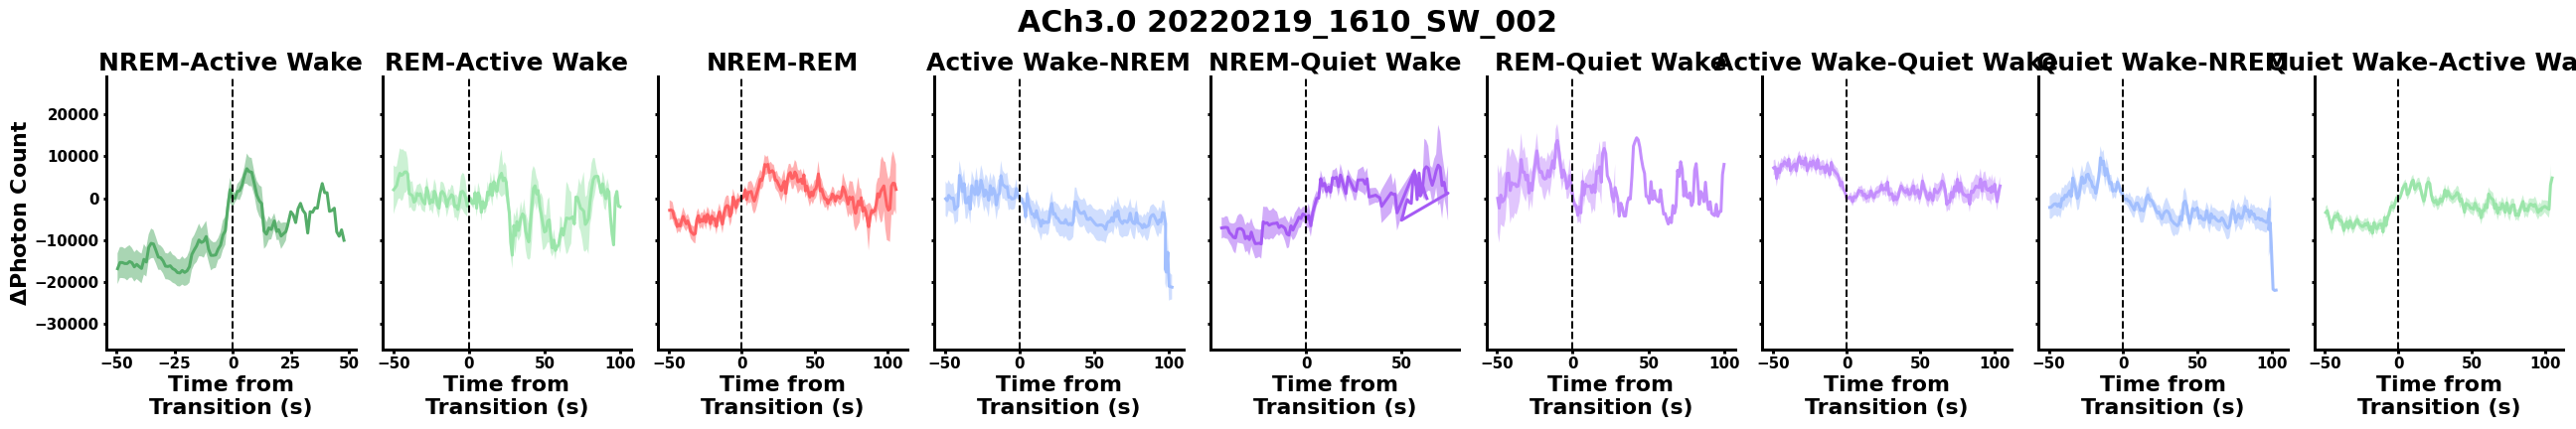 ACh3.0 20220219_1610_SW_002
NREM-Active Wake
REM-Active Wake
NREM-REM
Active Wake-NREM
NREM-Quiet Wake
REM-Quiet Wake
Active Wake-Quiet Wake
Quiet Wake-NREM
Quiet Wake-Active Wa
ΔPhoton Count
20000
10000
0
−10000
−20000
−30000
−50 −25 0 25 50
−50 0 50 100
−50 0 50 100
−50 0 50 100
0 50
−50 0 50 100
−50 0 50 100
−50 0 50 100
−50 0 50 100
Time from
Transition (s)
Time from
Transition (s)
Time from
Transition (s)
Time from
Transition (s)
Time from
Transition (s)
Time from
Transition (s)
Time from
Transition (s)
Time from
Transition (s)
Time from
Transition (s)